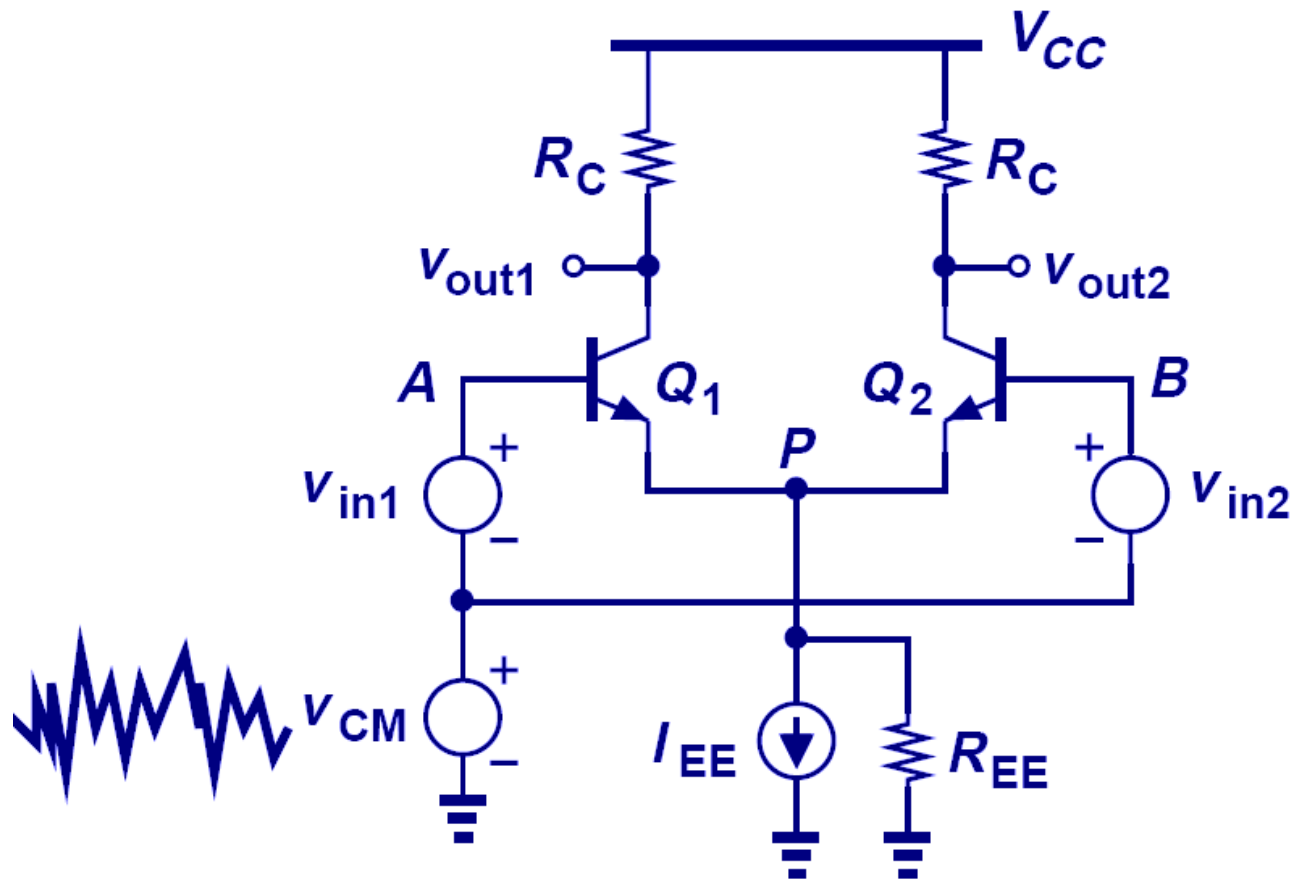 VCC
RC
RC
vout1
vout2
A
Q1
Q2
B
P
+
+
vin1
vin2
−
−
+
vCM
IEE
REE
−